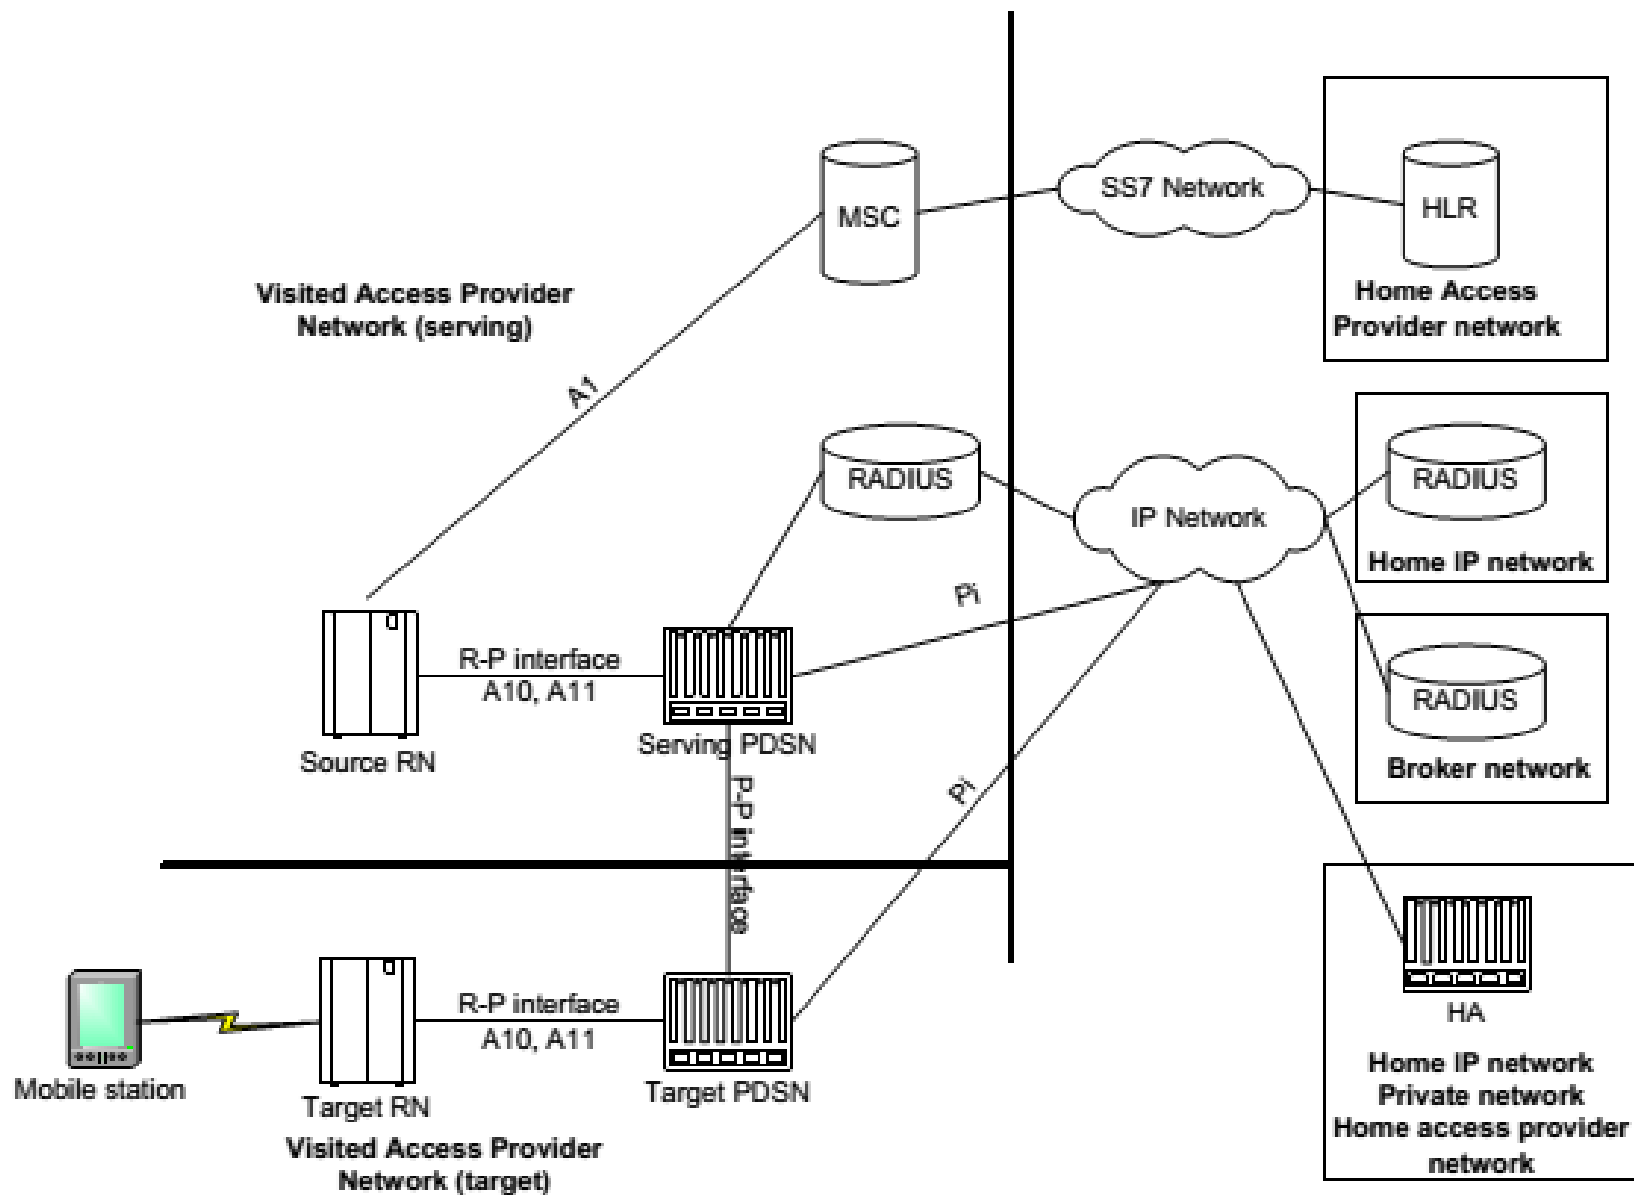 MSC
SS7 Network
HLR
Home Access
Provider network
Visited Access Provider
Network (serving)
A1
RADIUS
IP Network
RADIUS
Home IP network
Pi
R-P interface
A10, A11
Source RN
Serving PDSN
RADIUS
Broker network
P-P interface
Pi
HA
Home IP network
Private network
Home access provider
network
R-P interface
A10, A11
Mobile station
Target RN
Target PDSN
Visited Access Provider
Network (target)